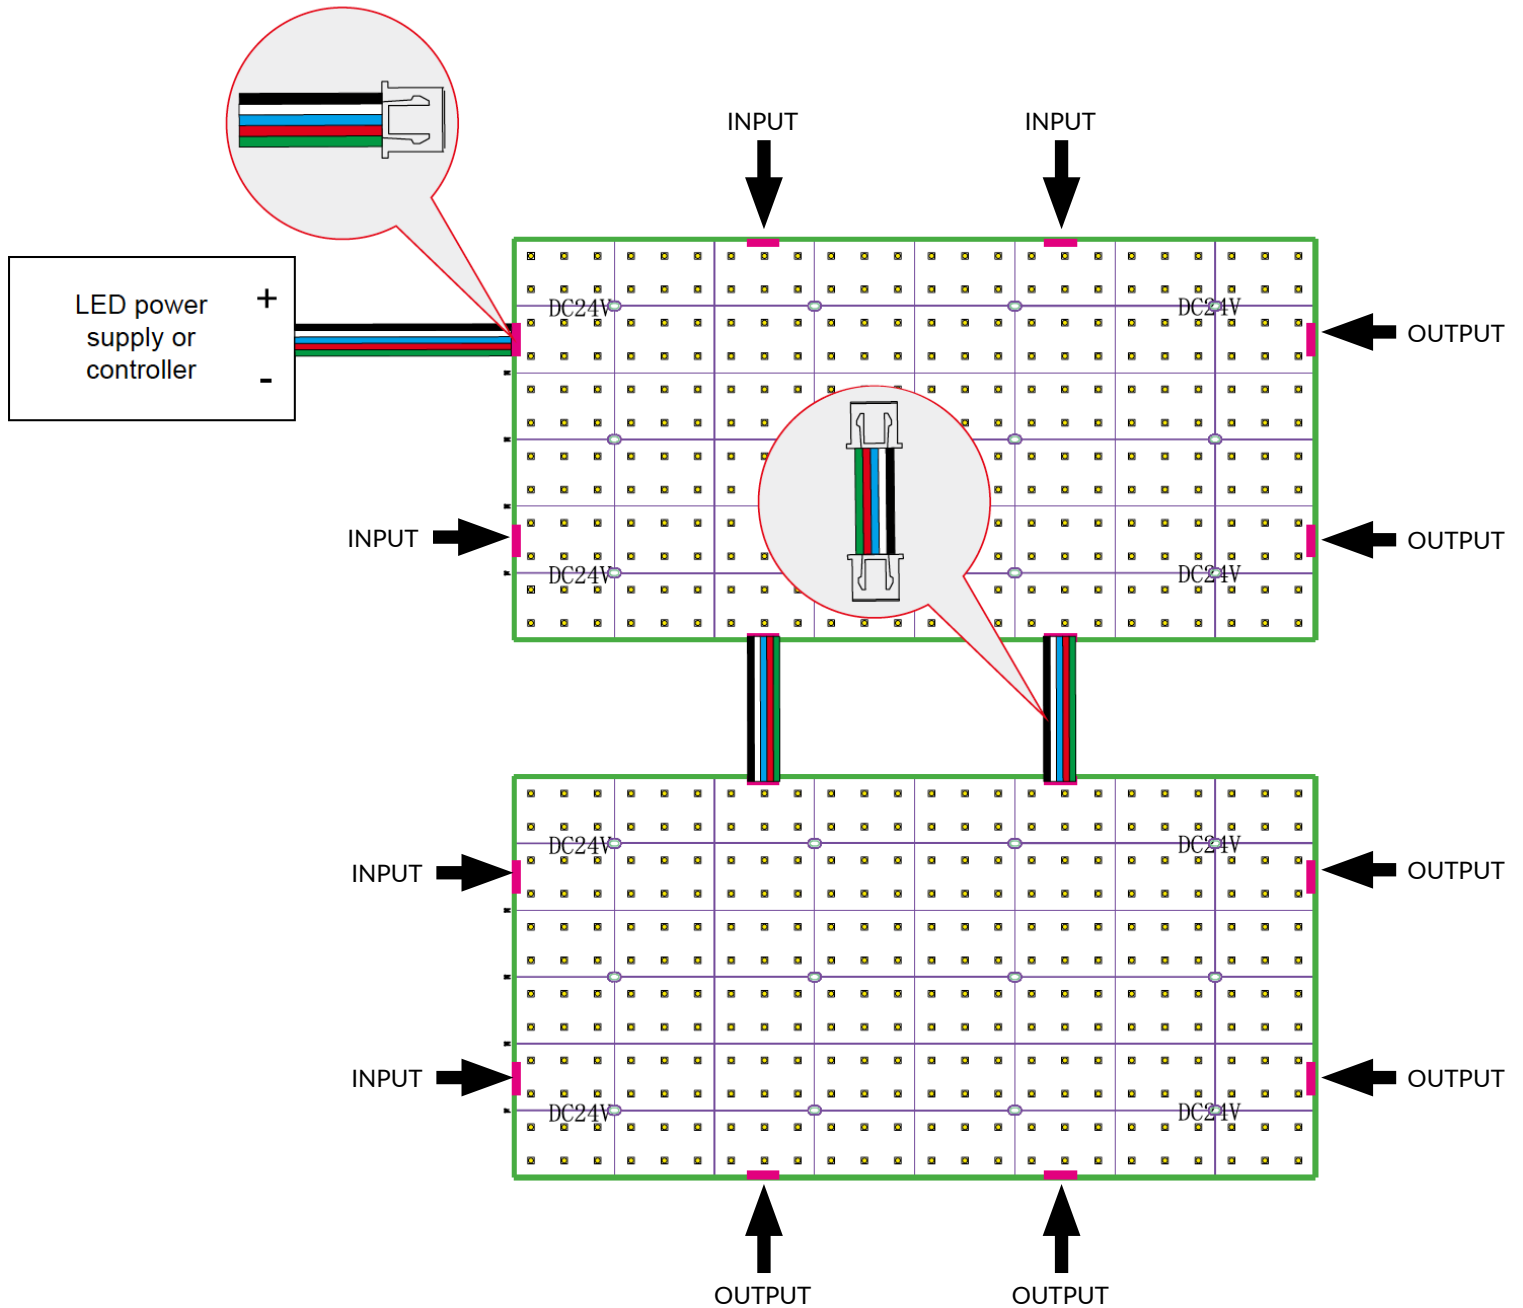 INPUT
INPUT
LED power
supply or
controller
+
-
DC24V
DC24V
OUTPUT
INPUT
OUTPUT
DC24V
DC24V
DC24V
DC24V
INPUT
OUTPUT
INPUT
OUTPUT
DC24V
DC24V
OUTPUT
OUTPUT